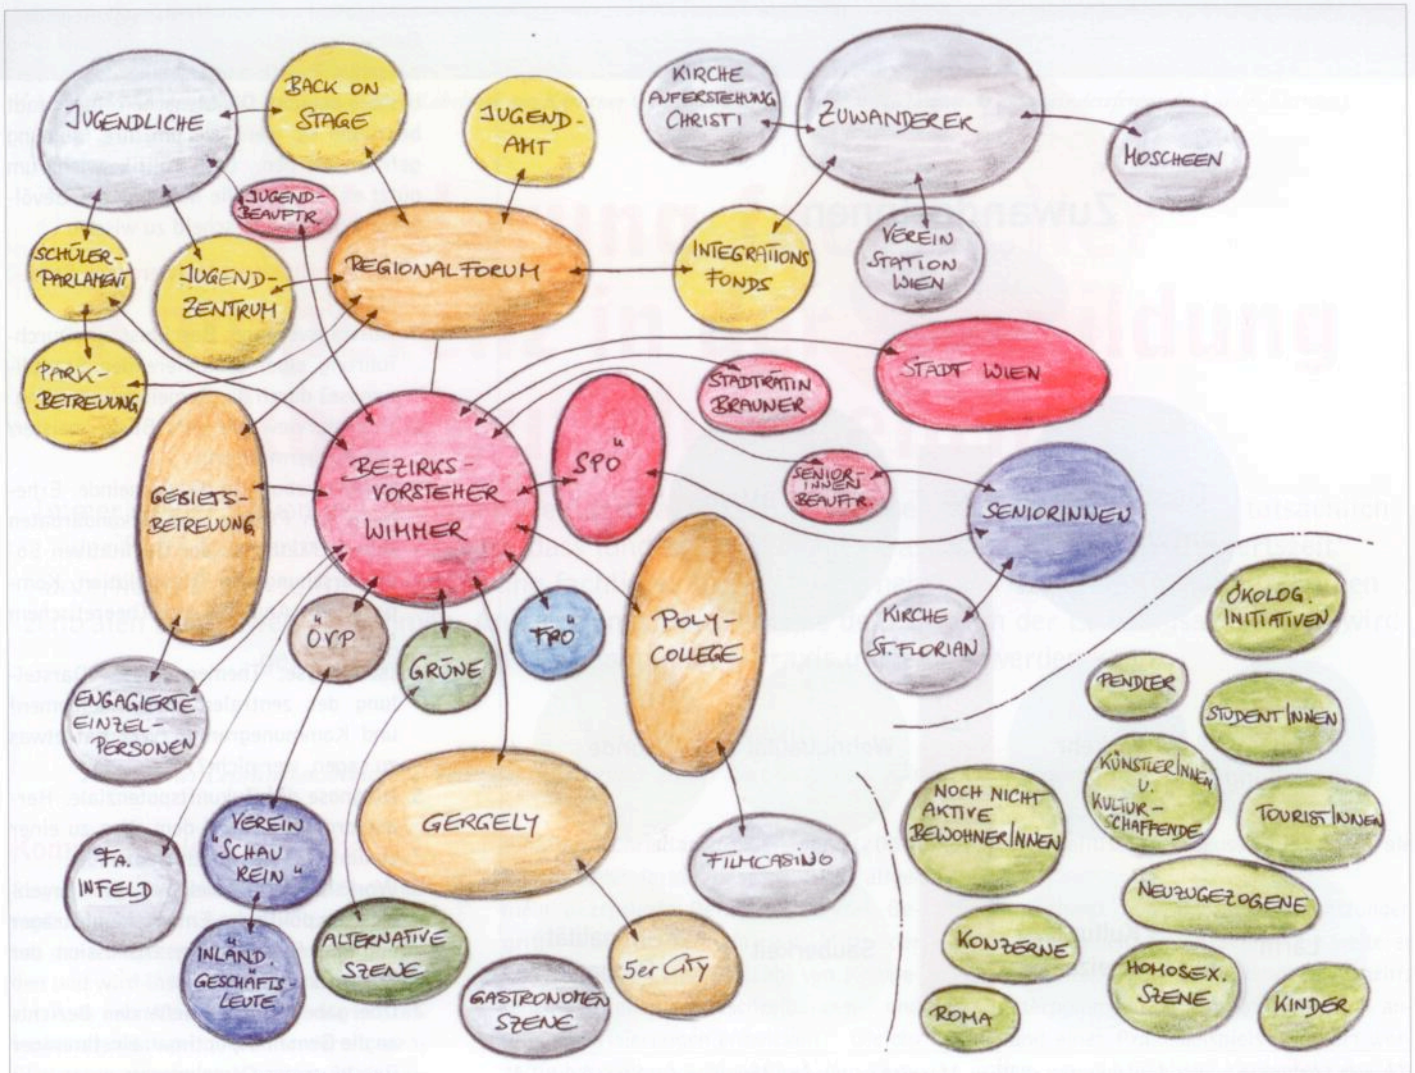 JUGENDLICHE
BACK ON
STAGE
JUGEND-
AMT
KIRCHE
AUFERSTEHUNG
CHRISTI
ZUWANDERER
MOSCHEEN
JUGEND-
BEAUFTR.
SCHÜLER-
PARLAMENT
JUGEND-
ZENTRUM
REGIONALFORUM
INTEGRATIONS
FONDS
VEREIN
STATION
WIEN
PARK-
BETREUUNG
STADTRÄTIN
BRAUNER
STADT WIEN
GEBIETS-
BETREUUNG
BEZIRKS-
VORSTEHER
WIMMER
SPÖ
SENIOR-
INNEN
BEAUFTR.
SENIORINNEN
ÖVP
GRÜNE
FPÖ
POLY-
COLLEGE
KIRCHE
ST. FLORIAN
ÖKOLOG.
INITIATIVEN
ENGAGIERTE
EINZEL
PERSONEN
PENDLER
STUDENT/INNEN
KÜNSTLER/INNEN
U.
KULTUR-
SCHAFFENDE
TOURIST/INNEN
NOCH NICHT
AKTIVE
BEWOHNER/INNEN
GERGELY
FILMCASINO
VEREIN
"SCHAU
REIN"
FA.
INFELD
NEUZUGEZOGENE
KONZERNE
INLÄND.
GESCHÄFTS-
LEUTE
ALTERNATIVE
SZENE
GASTRONOMEN
SZENE
5er CITY
HOMOSEX.
SZENE
KINDER
ROMA